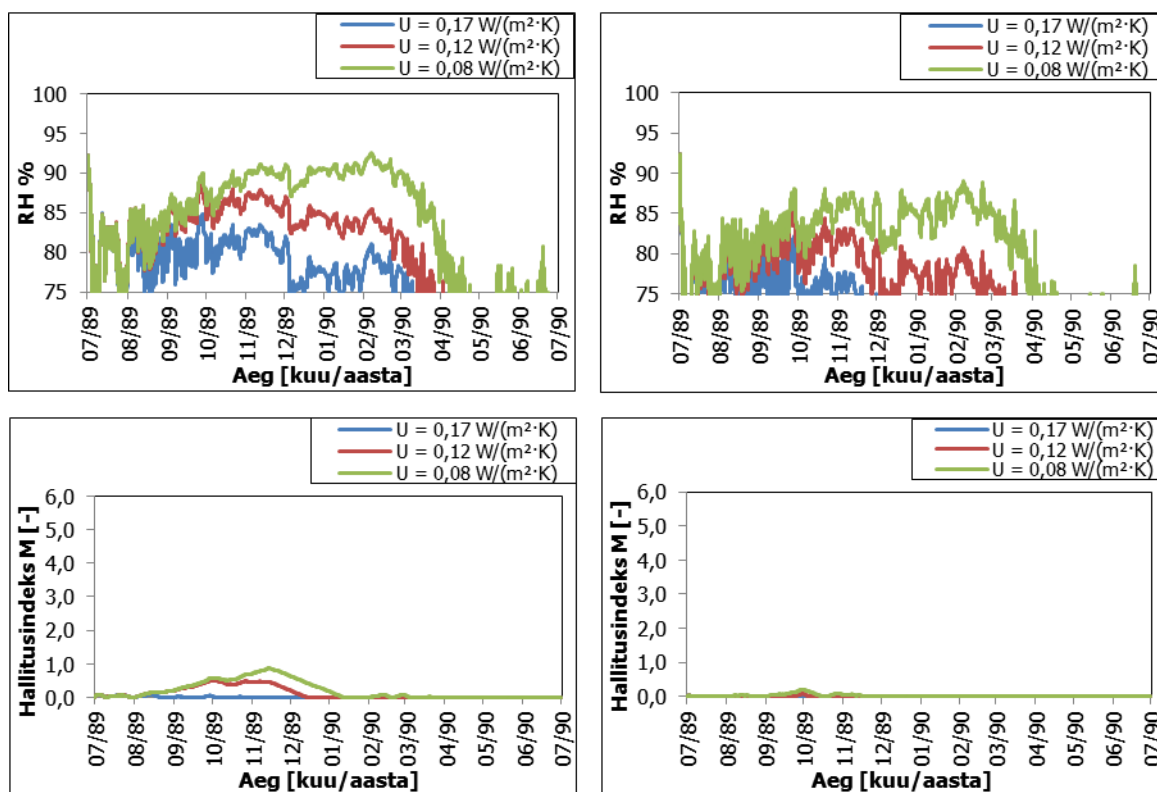 U = 0,17 W/(m²·K)
U = 0,12 W/(m²·K)
U = 0,08 W/(m²·K)
RH %
100
95
90
85
80
75
07/89 08/89 09/89 10/89 11/89 12/89 01/90 02/90 03/90 04/90 05/90 06/90 07/90
Aeg [kuu/aasta]
U = 0,17 W/(m²·K)
U = 0,12 W/(m²·K)
U = 0,08 W/(m²·K)
RH %
100
95
90
85
80
75
07/89 08/89 09/89 10/89 11/89 12/89 01/90 02/90 03/90 04/90 05/90 06/90 07/90
Aeg [kuu/aasta]
U = 0,17 W/(m²·K)
U = 0,12 W/(m²·K)
U = 0,08 W/(m²·K)
Hallitusindeks M [-]
6,0
5,0
4,0
3,0
2,0
1,0
0,0
07/89 08/89 09/89 10/89 11/89 12/89 01/90 02/90 03/90 04/90 05/90 06/90 07/90
Aeg [kuu/aasta]
U = 0,17 W/(m²·K)
U = 0,12 W/(m²·K)
U = 0,08 W/(m²·K)
Hallitusindeks M [-]
6,0
5,0
4,0
3,0
2,0
1,0
0,0
07/89 08/89 09/89 10/89 11/89 12/89 01/90 02/90 03/90 04/90 05/90 06/90 07/90
Aeg [kuu/aasta]